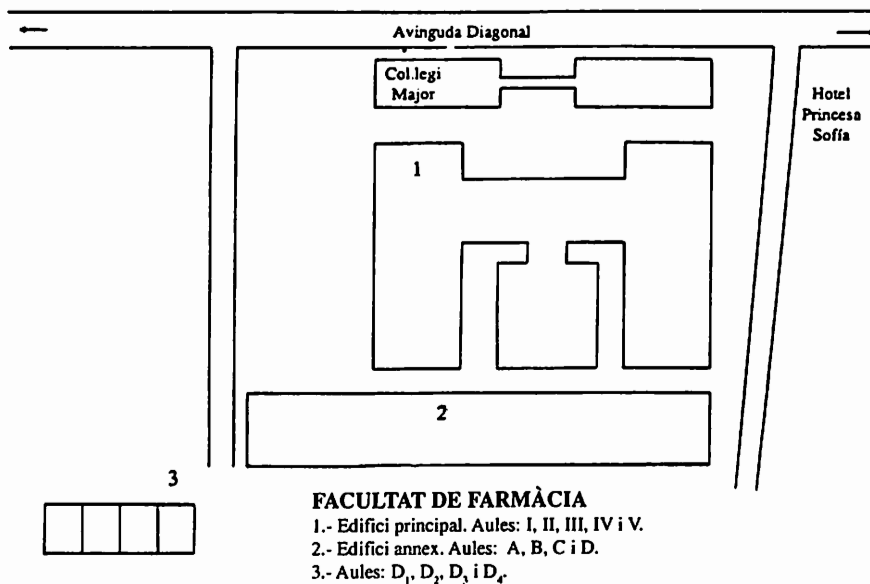 Avinguda Diagonal
Col.legi
Major
Hotel
Princesa
Sofía
1
2
3
FACULTAT DE FARMÀCIA
1.- Edifici principal. Aules: I, II, III, IV i V.
2.- Edifici annex. Aules: A, B, C i D.
3.- Aules: D₁, D₂, D₃ i D₄.